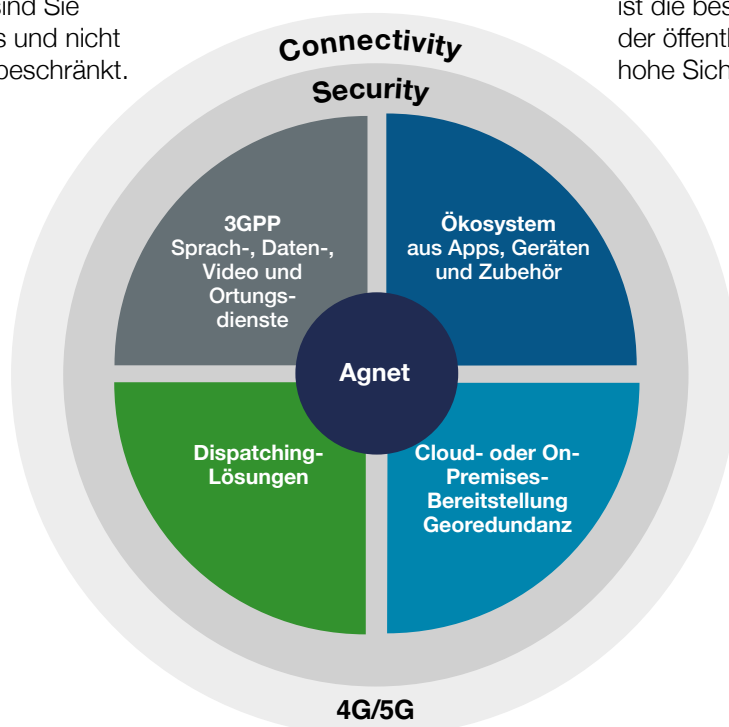 sind Sie
s und nicht
beschränkt.
ist die bes
der öffentl
hohe Sich
Connectivity
Security
3GPP
Sprach-, Daten-,
Video und
Ortungs-
dienste
Ökosystem
aus Apps, Geräten
und Zubehör
Agnet
Dispatching-
Lösungen
Cloud- oder On-
Premises-
Bereitstellung
Georedundanz
4G/5G